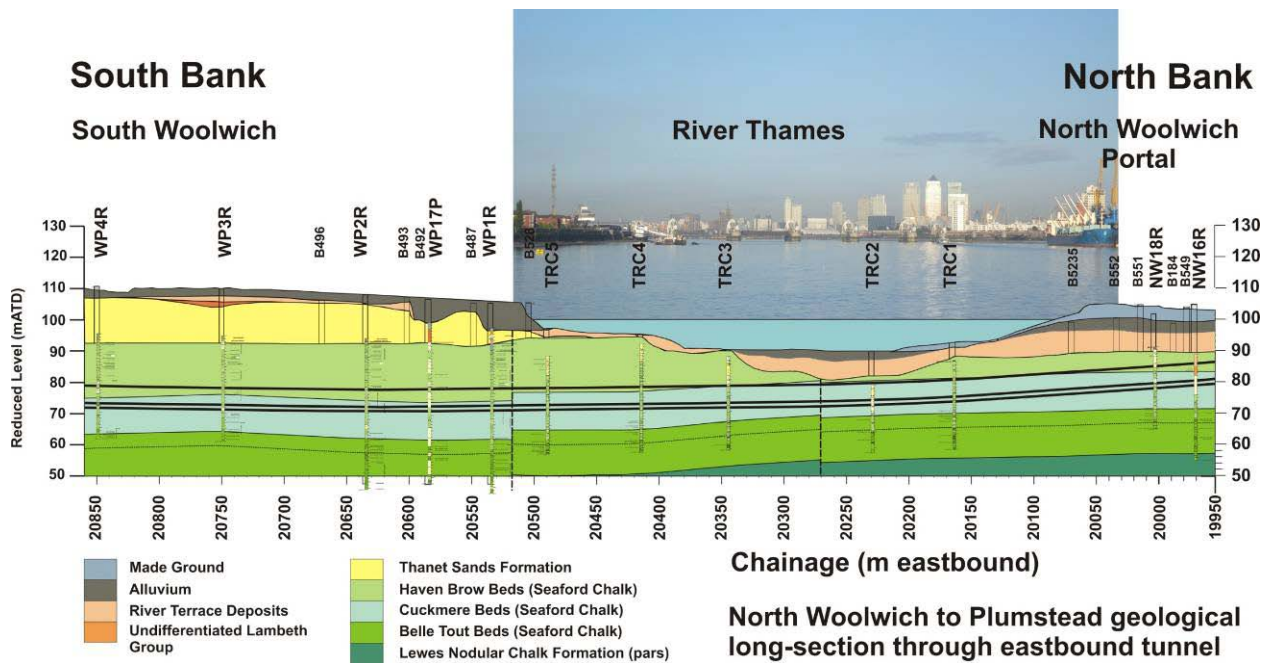 South Bank
North Bank
South Woolwich
River Thames
North Woolwich
Portal
WP4R
WP3R
B496
WP2R
B493
B492
WP17P
B487
WP1R
B528
TRC5
TRC4
TRC3
TRC2
TRC1
B5235
B552
B551
NW18R
B184
B549
NW16R
Reduced Level (mATD)
130
120
110
100
90
80
70
60
50
130
120
110
100
90
80
70
60
50
20850
20800
20750
20700
20650
20600
20550
20500
20450
20400
20350
20300
20250
20200
20150
20100
20050
20000
19950
Made Ground
Alluvium
River Terrace Deposits
Undifferentiated Lambeth
Group
Thanet Sands Formation
Haven Brow Beds (Seaford Chalk)
Cuckmere Beds (Seaford Chalk)
Belle Tout Beds (Seaford Chalk)
Lewes Nodular Chalk Formation (pars)
Chainage (m eastbound)
North Woolwich to Plumstead geological
long-section through eastbound tunnel